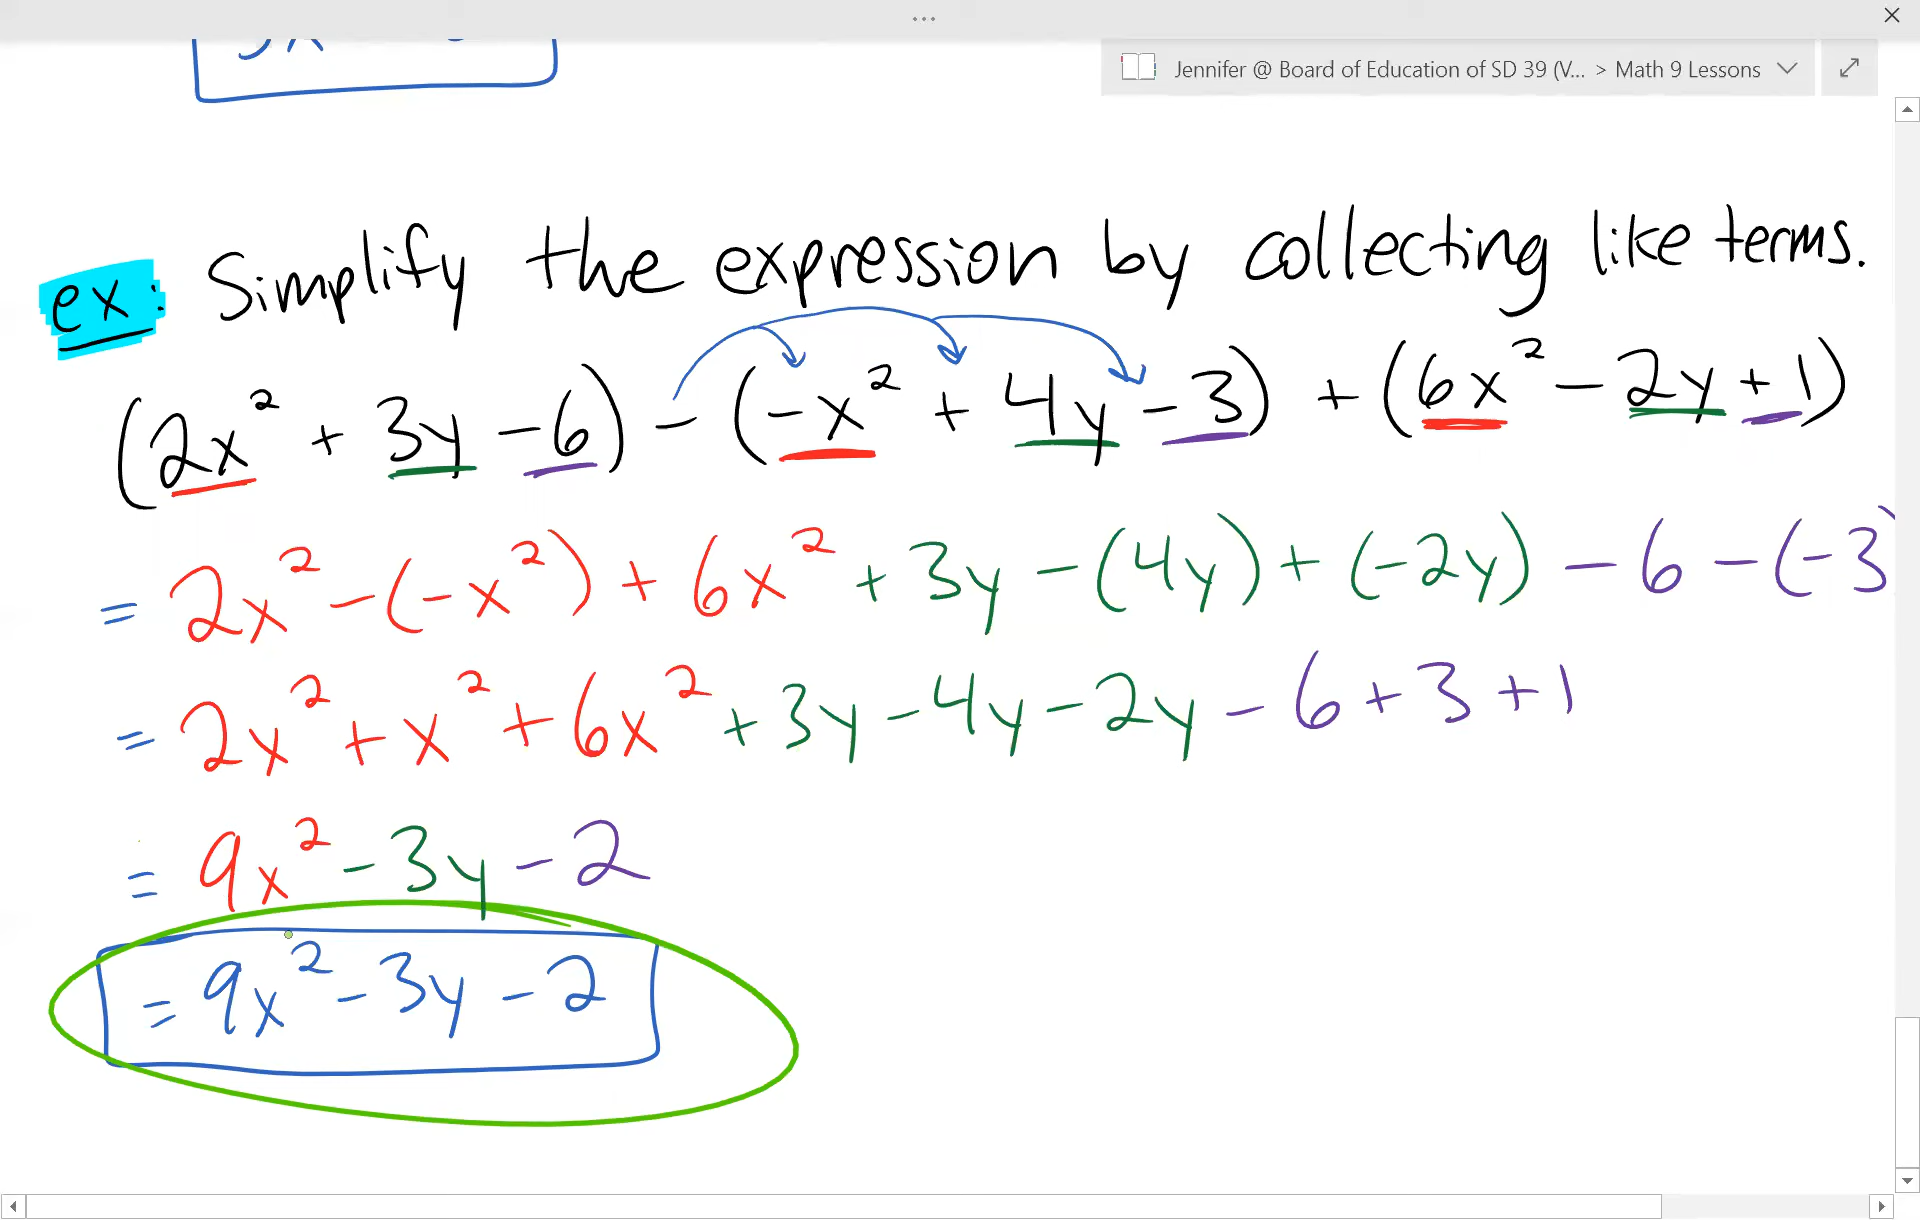 Jennifer @ Board of Education of SD 39 (V... > Math 9 Lessons
ex: Simplify the expression by collecting like terms.
(2x² + 3y - 6) - (-x² + 4y - 3) + (6x² - 2y + 1)
= 2x² - (-x²) + 6x² + 3y - (4y) + (-2y) - 6 - (-3)
= 2x² + x² + 6x² + 3y - 4y - 2y - 6 + 3 + 1
= 9x² - 3y - 2
= 9x² - 3y - 2